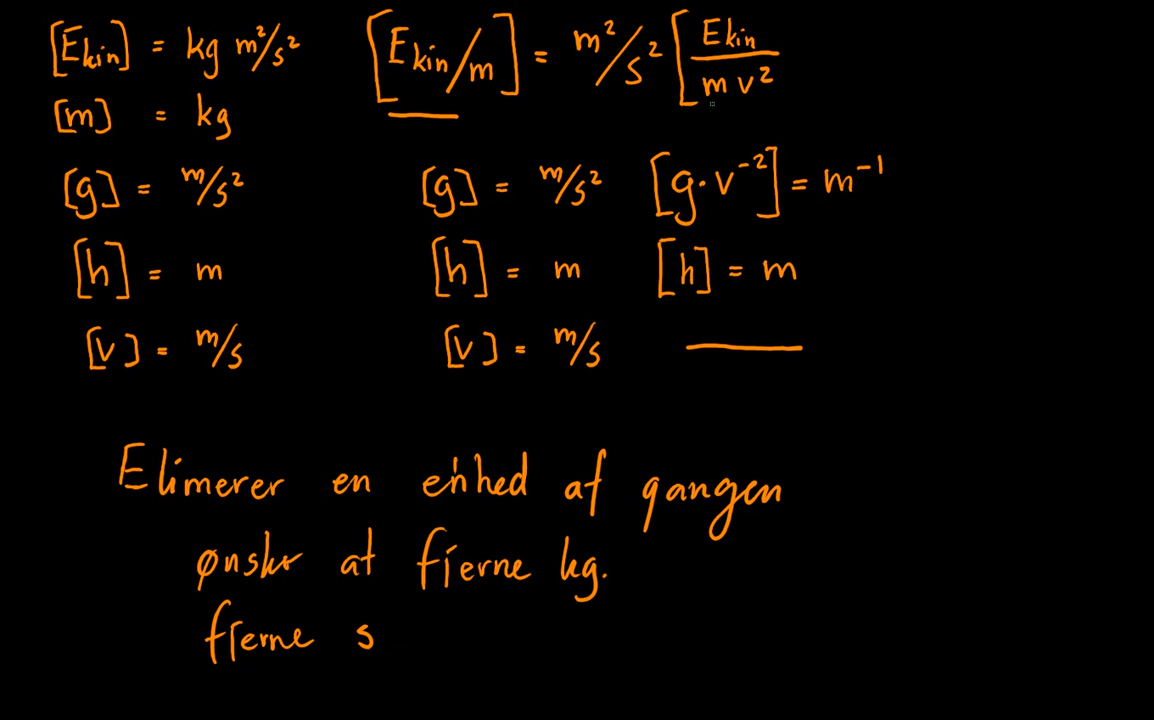 [Ekin] = kg m²/s² [Ekin/m] = m²/s² [Ekin/m v²
[m] = kg
[g] = m/s² [g] = m/s² [g·v⁻²] = m⁻¹
[h] = m [h] = m [h] = m
[v] = m/s [v] = m/s
Elimerer en enhed af gangen
ønsker at fjerne kg.
fjerne s